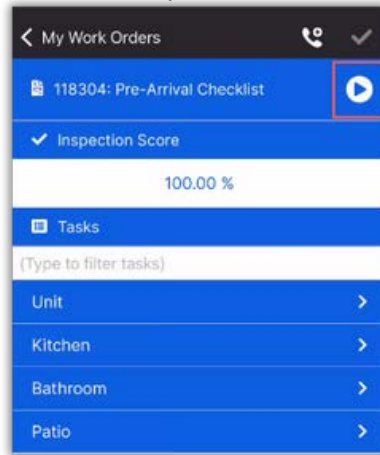 My Work Orders
118304: Pre-Arrival Checklist
Inspection Score
100.00 %
Tasks
(Type to filter tasks)
Unit
Kitchen
Bathroom
Patio